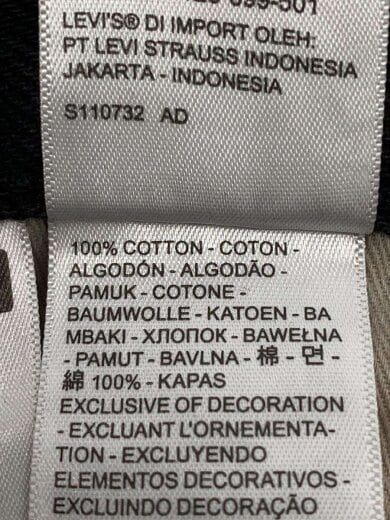 099-501
LEVI'S® DI IMPORT OLEH:
PT LEVI STRAUSS INDONESIA
JAKARTA - INDONESIA
S110732 AD
100% COTTON - COTON -
ALGODÓN - ALGODÃO -
PAMUK - COTONE -
BAUMWOLLE - KATOEN - BA
MBAKI - ХЛОПОК - BAWEŁNA
- PAMUT - BAVLNA - 棉 - 면 -
綿 100% - KAPAS
EXCLUSIVE OF DECORATION
- EXCLUANT L'ORNEMENTA-
TION - EXCLUYENDO
ELEMENTOS DECORATIVOS -
EXCLUINDO DECORAÇÃO